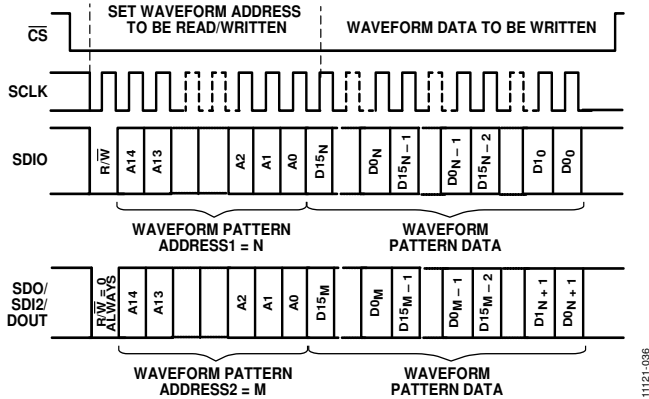 SET WAVEFORM ADDRESS
TO BE READ/WRITTEN
WAVEFORM DATA TO BE WRITTEN
CS
SCLK
SDIO
R/W
A14
A13
A2
A1
A0
D15N
D0N
D15N – 1
D0N – 1
D15N – 2
D10
D00
WAVEFORM PATTERN
ADDRESS1 = N
WAVEFORM
PATTERN DATA
SDO/
SDI2/
DOUT
R/W = 0
ALWAYS
A14
A13
A2
A1
A0
D15M
D0M
D15M – 1
D0M – 1
D15M – 2
D1N + 1
D0N + 1
WAVEFORM PATTERN
ADDRESS2 = M
WAVEFORM
PATTERN DATA
11121-036